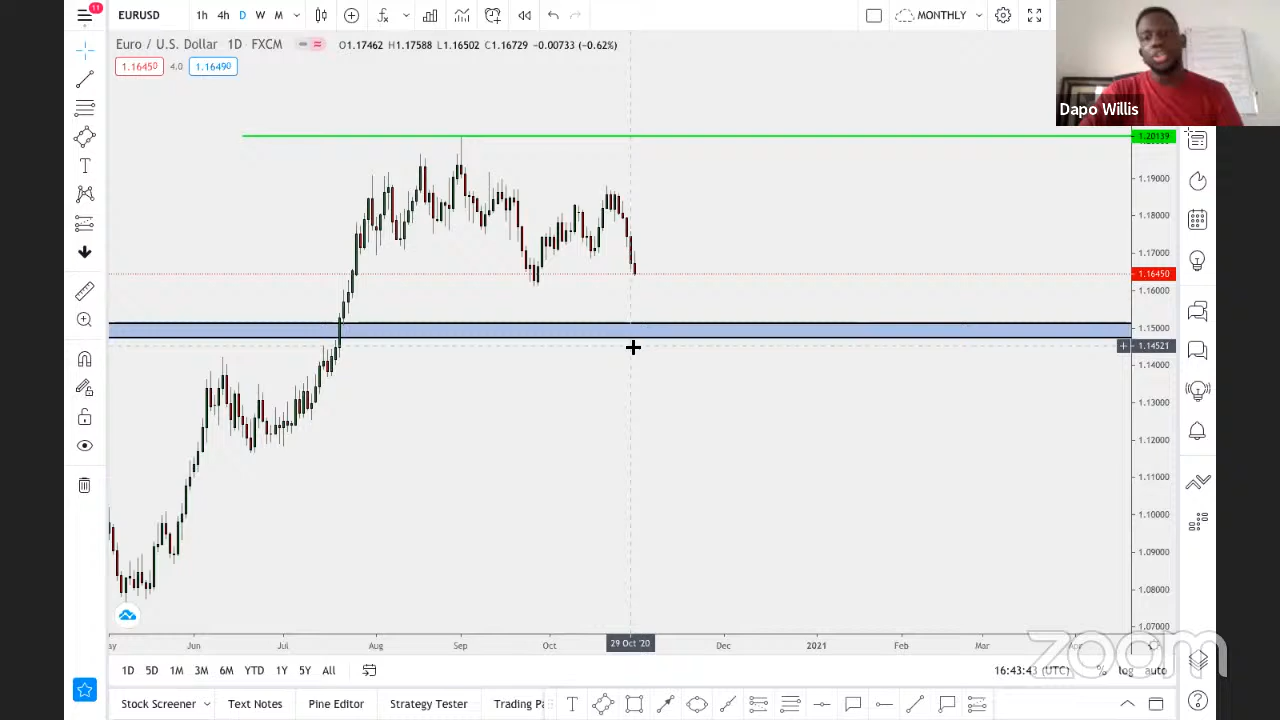 11
EURUSD
1h 4h D W M
MONTHLY
Euro / U.S. Dollar 1D FXCM
O1.17462 H1.17588 L1.16502 C1.16729 -0.00733 (-0.62%)
1.16450 4.0 1.16490
Dapo Willis
1.20139
1.19000
1.18000
1.17000
1.16450
1.16000
1.15000
1.14521
1.14000
1.13000
1.12000
1.11000
1.10000
1.09000
1.08000
1.07000
Jul Aug Sep Oct 29 Oct '20 Dec 2021 Feb Mar
zoom
1D 5D 1M 3M 6M YTD 1Y 5Y All
16:43:43 (UTC) % log auto
Stock Screener Text Notes Pine Editor Strategy Tester